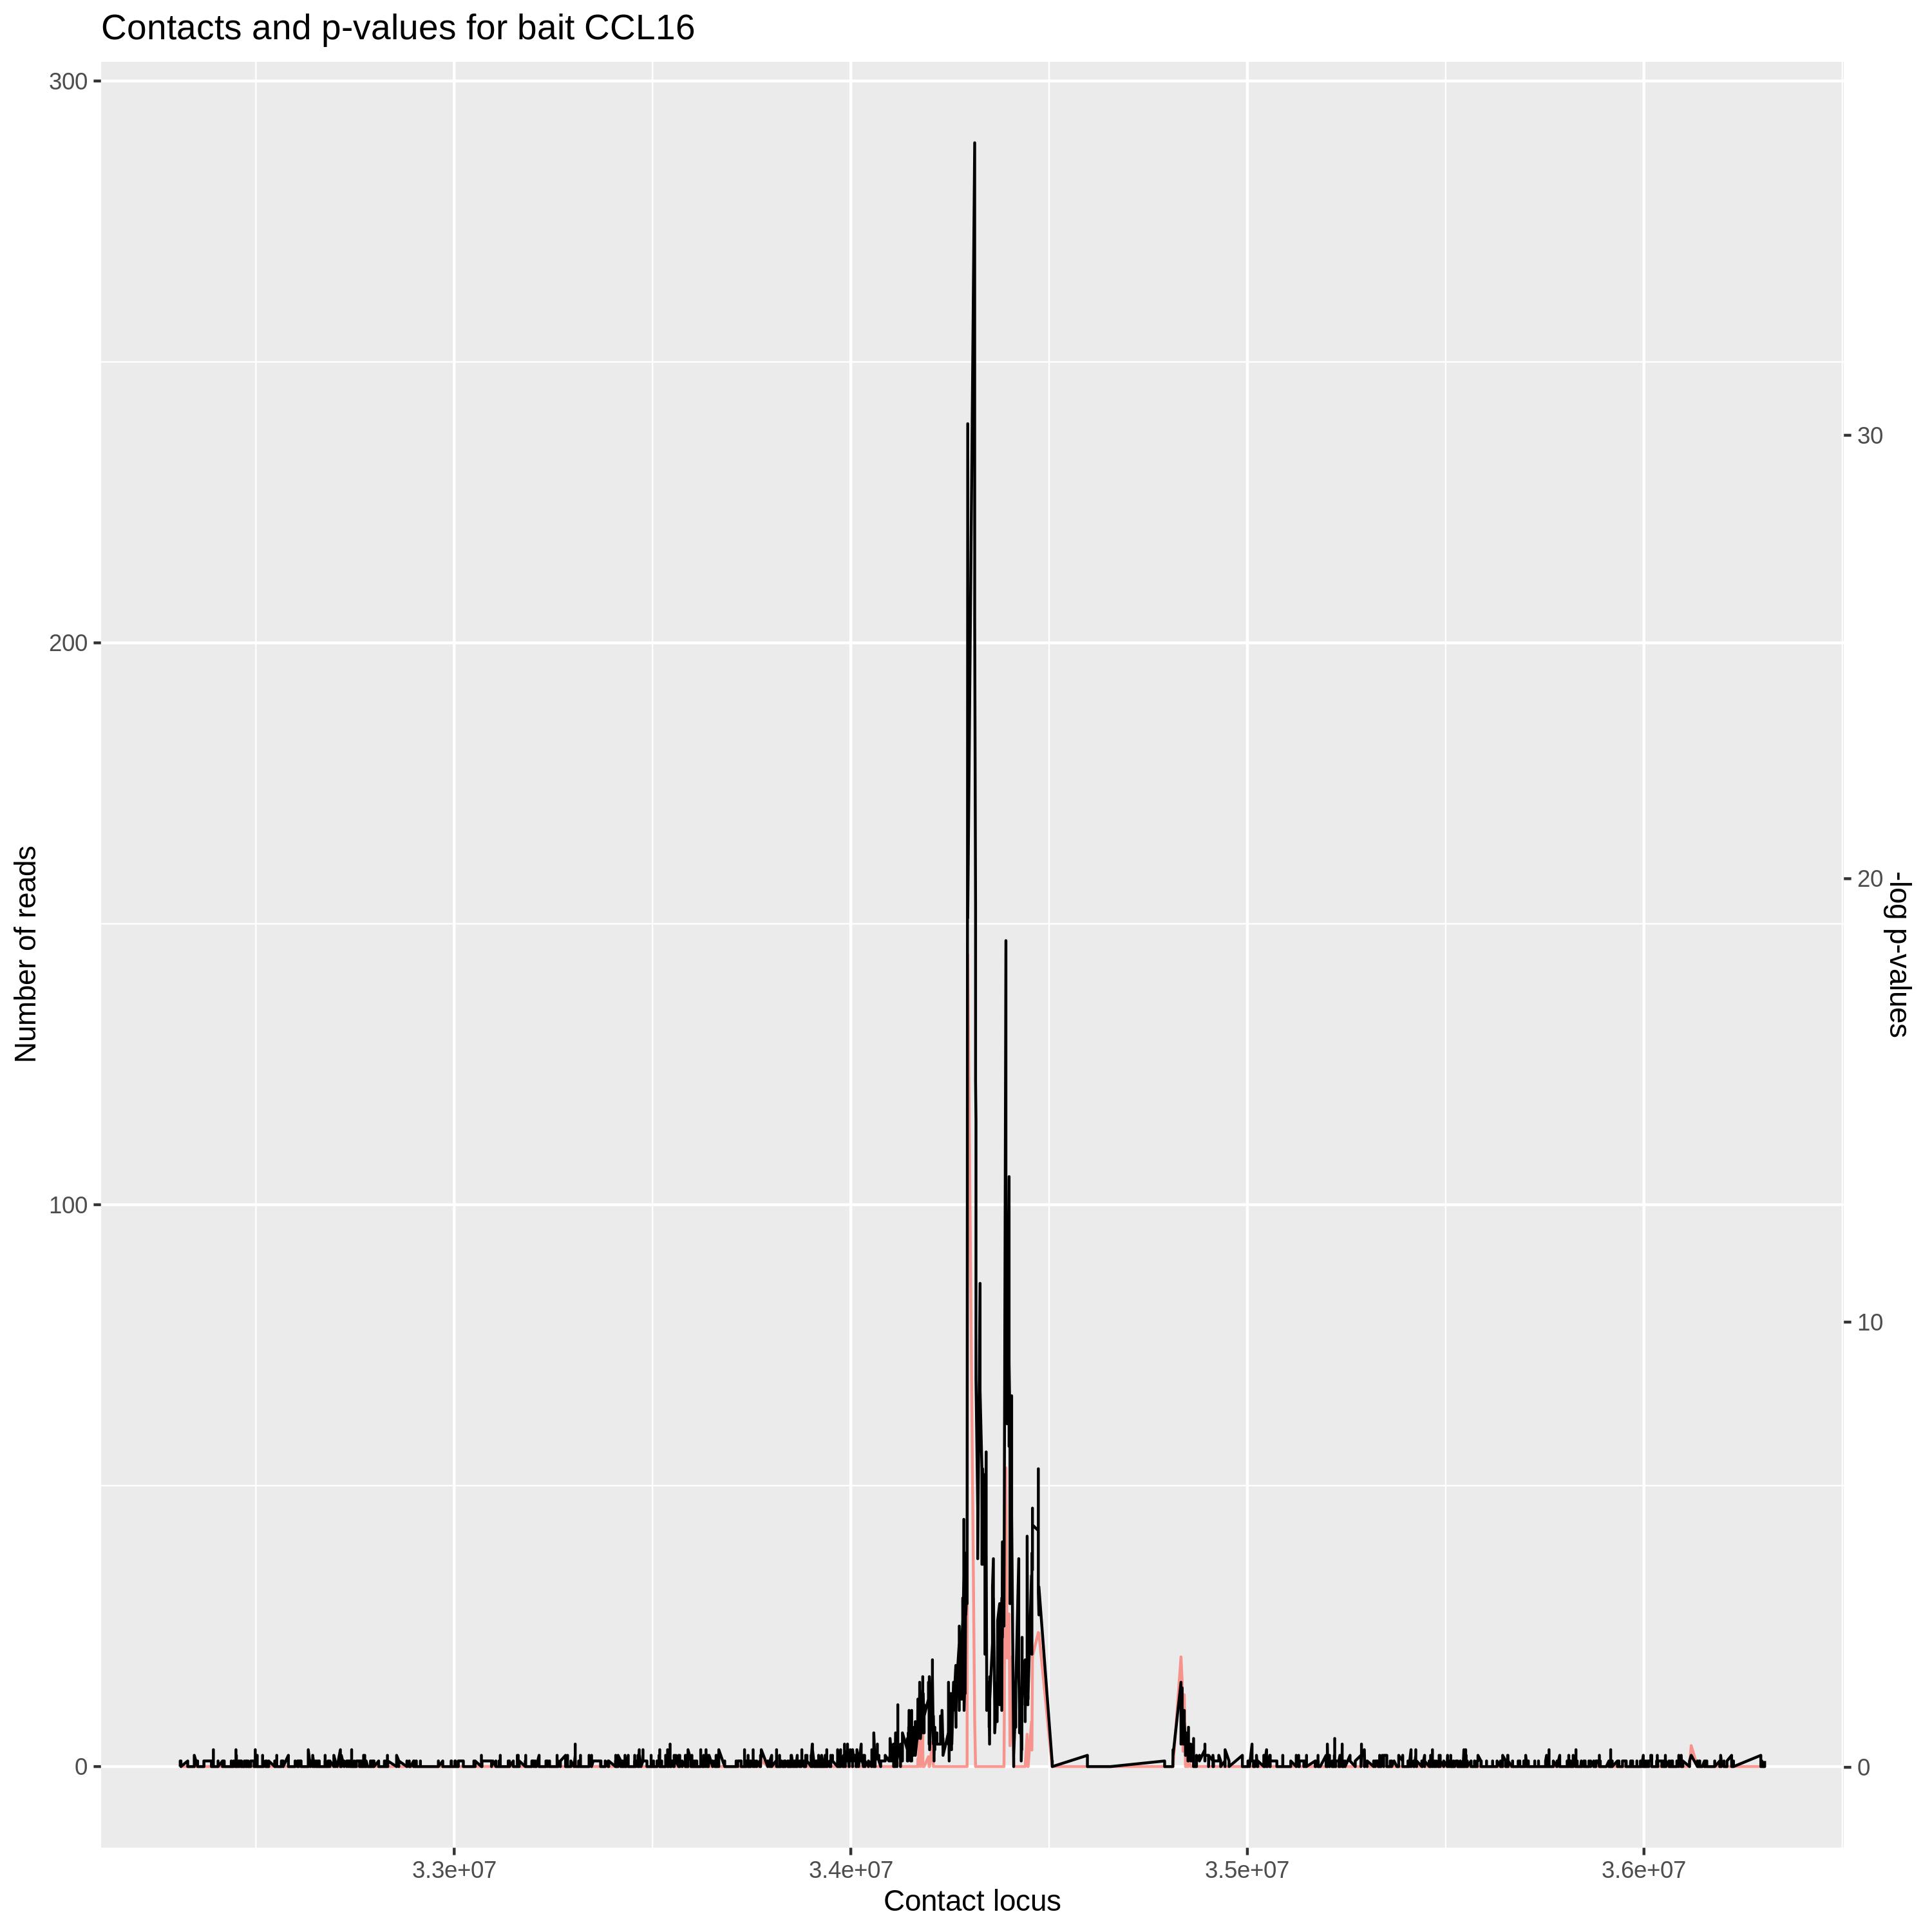 Contacts and p-values for bait CCL16
300
200
100
0
Number of reads
30
20
10
0
-log p-values
3.3e+07
3.4e+07
3.5e+07
3.6e+07
Contact locus